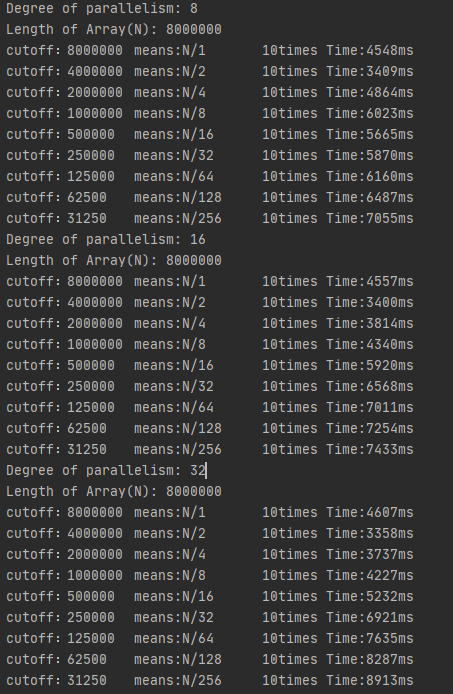 Degree of parallelism: 8
Length of Array(N): 8000000
cutoff：8000000 means:N/1 10times Time:4548ms
cutoff：4000000 means:N/2 10times Time:3409ms
cutoff：2000000 means:N/4 10times Time:4864ms
cutoff：1000000 means:N/8 10times Time:6023ms
cutoff：500000 means:N/16 10times Time:5665ms
cutoff：250000 means:N/32 10times Time:5870ms
cutoff：125000 means:N/64 10times Time:6160ms
cutoff：62500 means:N/128 10times Time:6487ms
cutoff：31250 means:N/256 10times Time:7055ms
Degree of parallelism: 16
Length of Array(N): 8000000
cutoff：8000000 means:N/1 10times Time:4557ms
cutoff：4000000 means:N/2 10times Time:3400ms
cutoff：2000000 means:N/4 10times Time:3814ms
cutoff：1000000 means:N/8 10times Time:4340ms
cutoff：500000 means:N/16 10times Time:5920ms
cutoff：250000 means:N/32 10times Time:6568ms
cutoff：125000 means:N/64 10times Time:7011ms
cutoff：62500 means:N/128 10times Time:7254ms
cutoff：31250 means:N/256 10times Time:7433ms
Degree of parallelism: 32
Length of Array(N): 8000000
cutoff：8000000 means:N/1 10times Time:4607ms
cutoff：4000000 means:N/2 10times Time:3358ms
cutoff：2000000 means:N/4 10times Time:3737ms
cutoff：1000000 means:N/8 10times Time:4227ms
cutoff：500000 means:N/16 10times Time:5232ms
cutoff：250000 means:N/32 10times Time:6921ms
cutoff：125000 means:N/64 10times Time:7635ms
cutoff：62500 means:N/128 10times Time:8287ms
cutoff：31250 means:N/256 10times Time:8913ms